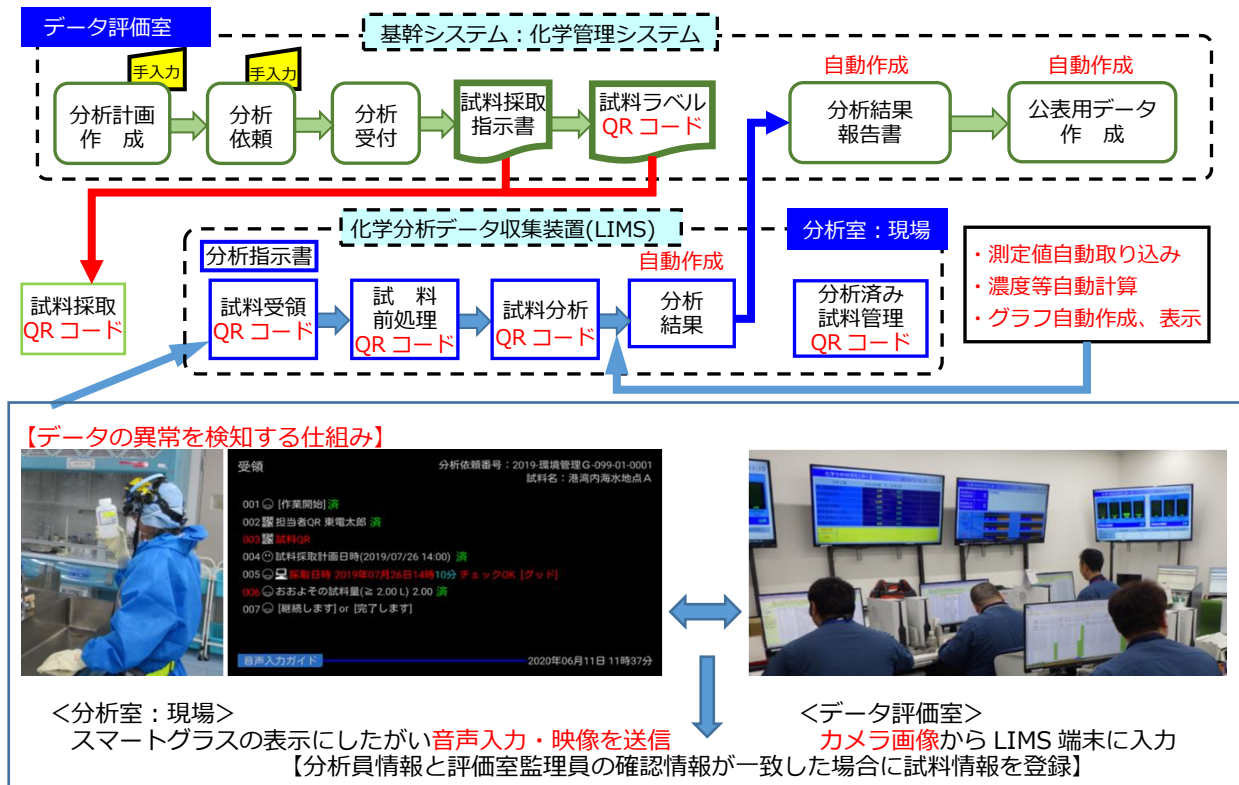 データ評価室
基幹システム：化学管理システム
手入力
手入力
自動作成
自動作成
分析計画
作　成
分析
依頼
分析
受付
試料採取
指示書
試料ラベル
QR コード
分析結果
報告書
公表用データ
作　成
化学分析データ収集装置(LIMS)
分析室：現場
分析指示書
自動作成
試料採取
QR コード
試料受領
QR コード
試　料
前処理
QR コード
試料分析
QR コード
分析
結果
分析済み
試料管理
QR コード
・測定値自動取り込み
・濃度等自動計算
・グラフ自動作成、表示
【データの異常を検知する仕組み】
受領
分析依頼番号：2019-環境管理G-099-01-0001
試料名：港湾内海水地点A
001 [作業開始] 済
002 担当者QR 東電太郎 済
003 試料QR
004 試料採取計画日時(2019/07/26 14:00) 済
005 採取日時 2019年07月26日14時10分 チェックOK [グッド]
006 おおよその試料量(≧ 2.00 L) 2.00 済
007 [継続します] or [完了します]
音声入力ガイド
2020年06月11日 11時37分
＜分析室：現場＞
スマートグラスの表示にしたがい音声入力・映像を送信
＜データ評価室＞
カメラ画像から LIMS 端末に入力
【分析員情報と評価室監理員の確認情報が一致した場合に試料情報を登録】